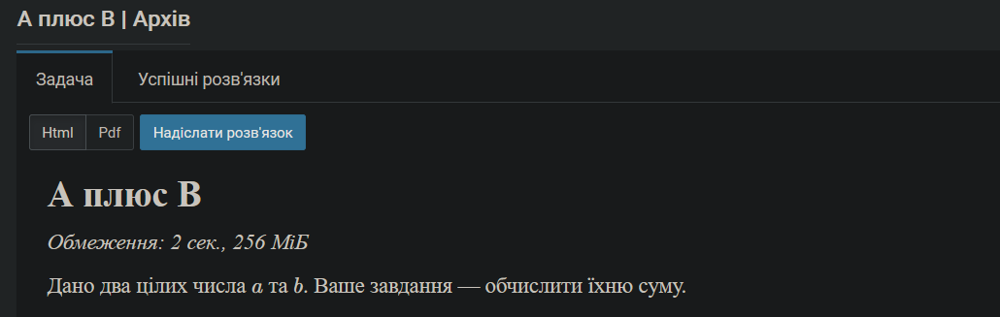 А плюс B | Архів
Задача
Успішні розв'язки
Html
Pdf
Надіслати розв'язок
А плюс B
Обмеження: 2 сек., 256 МіБ
Дано два цілих числа a та b. Ваше завдання — обчислити їхню суму.